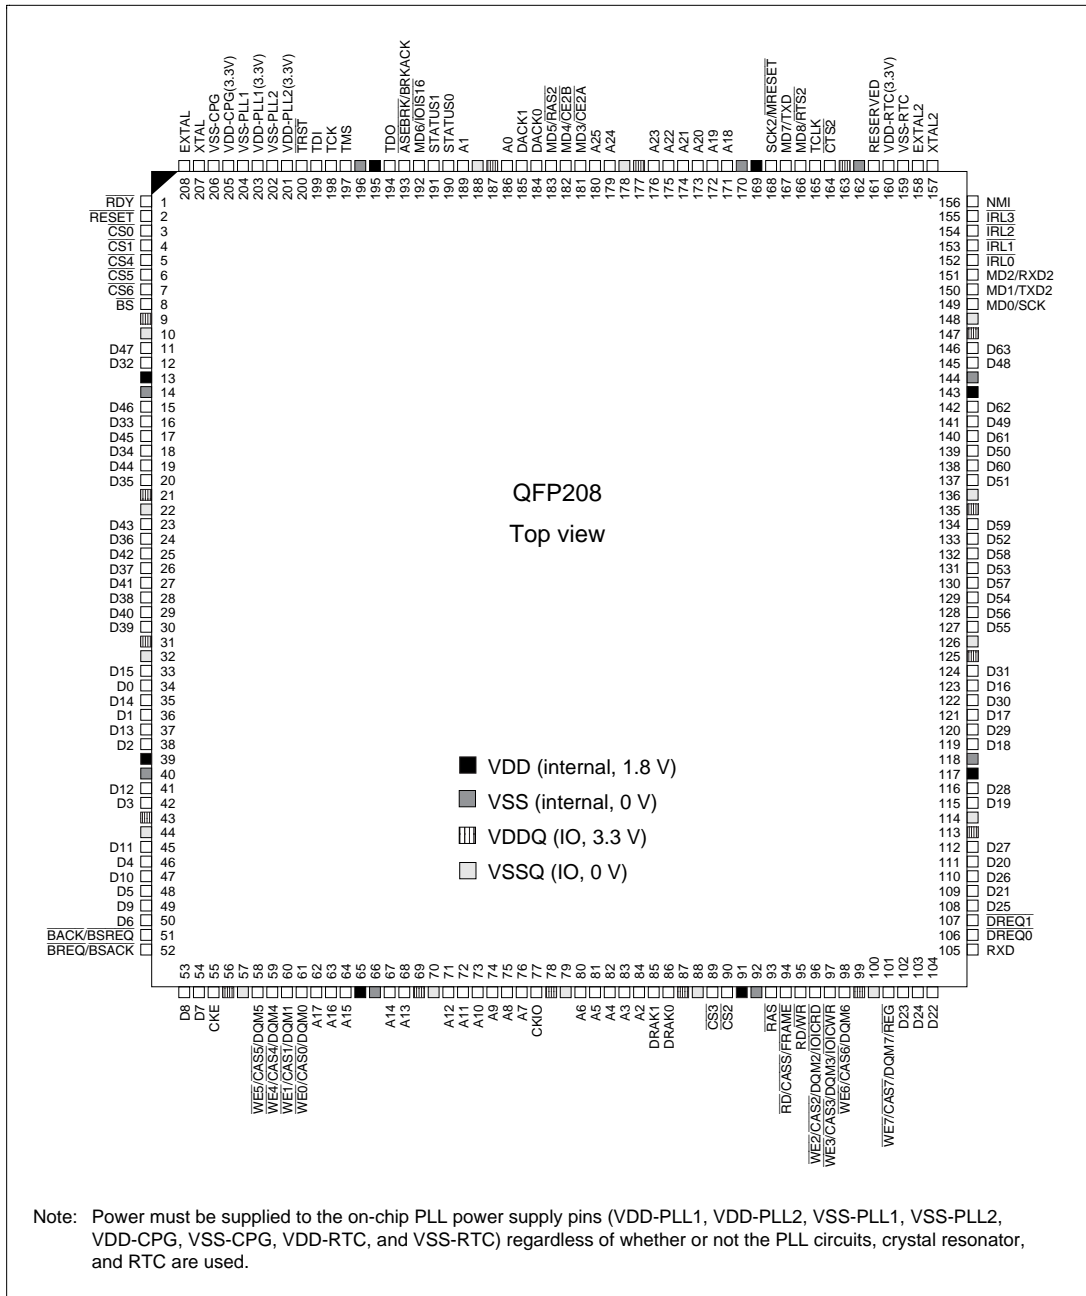 EXTAL
XTAL
VSS-CPG
VDD-CPG(3.3V)
VSS-PLL1
VDD-PLL1(3.3V)
VSS-PLL2
VDD-PLL2(3.3V)
TRST
TDI
TCK
TMS
TDO
ASEBRK/BRKACK
MD6/IOIS16
STATUS1
STATUS0
A1
A0
DACK1
DACK0
MD5/RAS2
MD4/CE2B
MD3/CE2A
A25
A24
A23
A22
A21
A20
A19
A18
SCK2/MRESET
MD7/TXD
MD8/RTS2
TCLK
CTS2
RESERVED
VDD-RTC(3.3V)
VSS-RTC
EXTAL2
XTAL2
208 207 206 205 204 203 202 201 200 199 198 197 196 195 194 193 192 191 190 189 188 187 186 185 184 183 182 181 180 179 178 177 176 175 174 173 172 171 170 169 168 167 166 165 164 163 162 161 160 159 158 157
RDY 1 156 NMI
RESET 2 155 IRL3
CS0 3 154 IRL2
CS1 4 153 IRL1
CS4 5 152 IRL0
CS5 6 151 MD2/RXD2
CS6 7 150 MD1/TXD2
BS 8 149 MD0/SCK
9 148
10 147
D47 11 146 D63
D32 12 145 D48
13 144
14 143
D46 15 142 D62
D33 16 141 D49
D45 17 140 D61
D34 18 139 D50
D44 19 138 D60
D35 20 137 D51
21 136
22 135
D43 23 134 D59
D36 24 133 D52
D42 25 132 D58
D37 26 131 D53
D41 27 130 D57
D38 28 129 D54
D40 29 128 D56
D39 30 127 D55
31 126
32 125
D15 33 124 D31
D0 34 123 D16
D14 35 122 D30
D1 36 121 D17
D13 37 120 D29
D2 38 119 D18
39 118
40 117
D12 41 116 D28
D3 42 115 D19
43 114
44 113
D11 45 112 D27
D4 46 111 D20
D10 47 110 D26
D5 48 109 D21
D9 49 108 D25
D6 50 107 DREQ1
BACK/BSREQ 51 106 DREQ0
BREQ/BSACK 52 105 RXD
QFP208
Top view
VDD (internal, 1.8 V)
VSS (internal, 0 V)
VDDQ (IO, 3.3 V)
VSSQ (IO, 0 V)
53 54 55 56 57 58 59 60 61 62 63 64 65 66 67 68 69 70 71 72 73 74 75 76 77 78 79 80 81 82 83 84 85 86 87 88 89 90 91 92 93 94 95 96 97 98 99 100 101 102 103 104
D8
D7
CKE
WE5/CAS5/DQM5
WE4/CAS4/DQM4
WE1/CAS1/DQM1
WE0/CAS0/DQM0
A17
A16
A15
A14
A13
A12
A11
A10
A9
A8
A7
CKIO
A6
A5
A4
A3
A2
DRAK1
DRAK0
CS3
CS2
RAS
RD/CASS/FRAME
RD/WR
WE2/CAS2/DQM2/IOICRD
WE3/CAS3/DQM3/IOICWR
WE6/CAS6/DQM6
WE7/CAS7/DQM7/REG
D23
D24
D22
Note: Power must be supplied to the on-chip PLL power supply pins (VDD-PLL1, VDD-PLL2, VSS-PLL1, VSS-PLL2,
VDD-CPG, VSS-CPG, VDD-RTC, and VSS-RTC) regardless of whether or not the PLL circuits, crystal resonator,
and RTC are used.